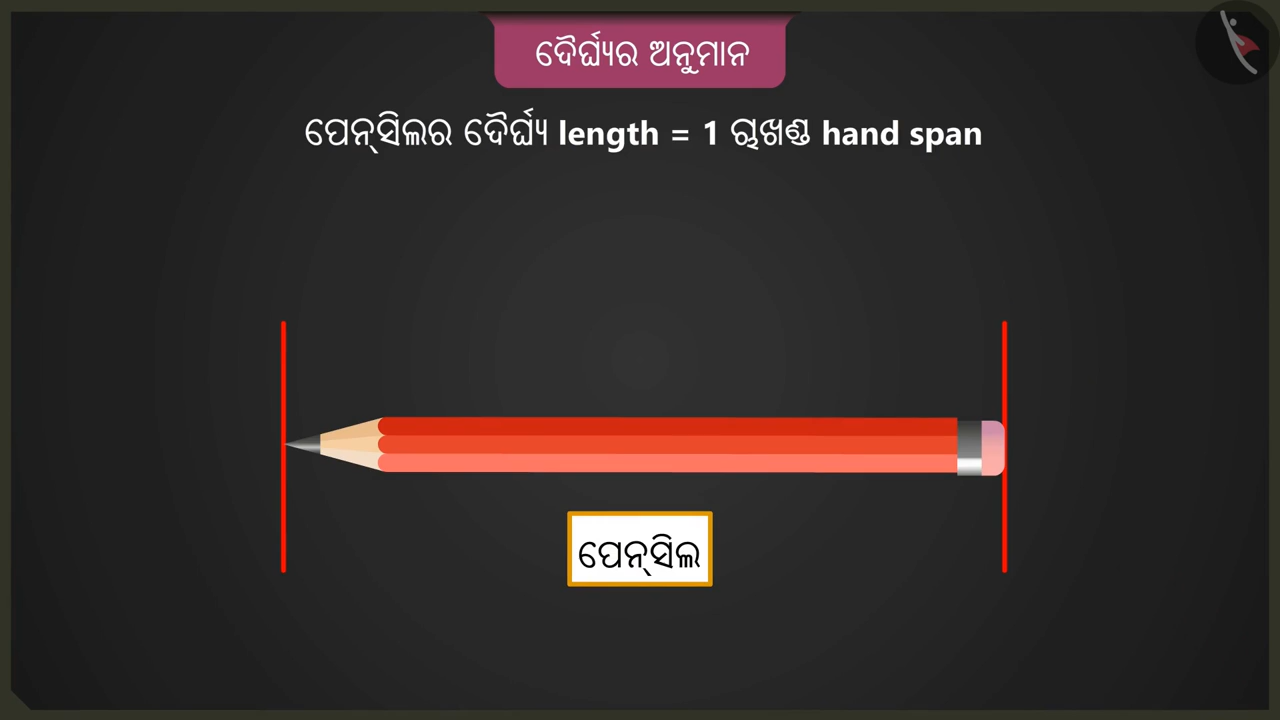 ଦୈର୍ଘ୍ୟର ଅନୁମାନ
ପେନ୍‌ସିଲର ଦୈର୍ଘ୍ୟ length = 1 ଚାଖଣ୍ଡ hand span
ପେନ୍‌ସିଲ